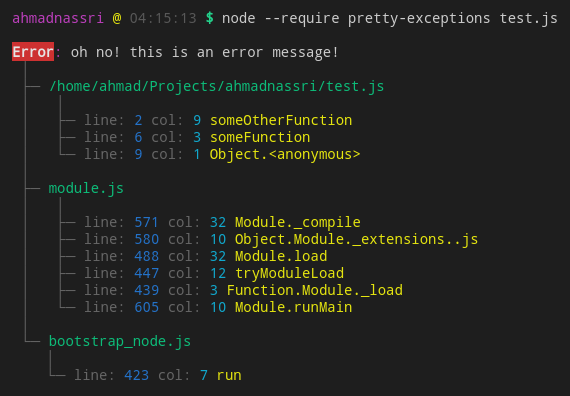 ahmadnassri @ 04:15:13 $ node --require pretty-exceptions test.js
Error: oh no! this is an error message!
/home/ahmad/Projects/ahmadnassri/test.js
line: 2 col: 9 someOtherFunction
line: 6 col: 3 someFunction
line: 9 col: 1 Object.<anonymous>
module.js
line: 571 col: 32 Module._compile
line: 580 col: 10 Object.Module._extensions..js
line: 488 col: 32 Module.load
line: 447 col: 12 tryModuleLoad
line: 439 col: 3 Function.Module._load
line: 605 col: 10 Module.runMain
bootstrap_node.js
line: 423 col: 7 run